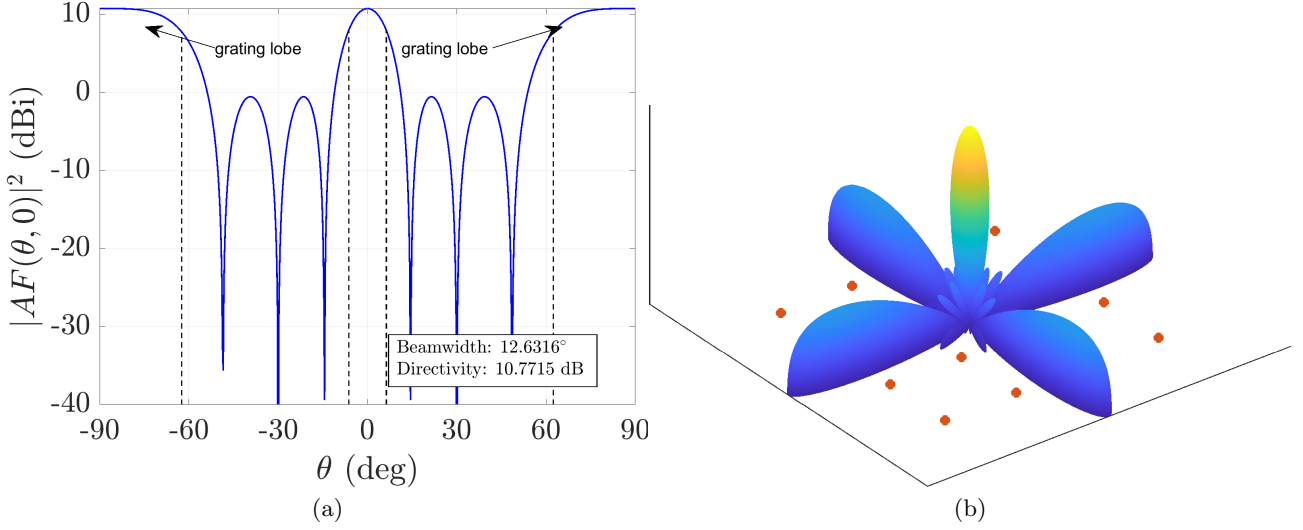 10
0
-10
-20
-30
-40
|AF(θ, 0)|² (dBi)
grating lobe
grating lobe
Beamwidth: 12.6316°
Directivity: 10.7715 dB
-90 -60 -30 0 30 60 90
θ (deg)
(a)
(b)